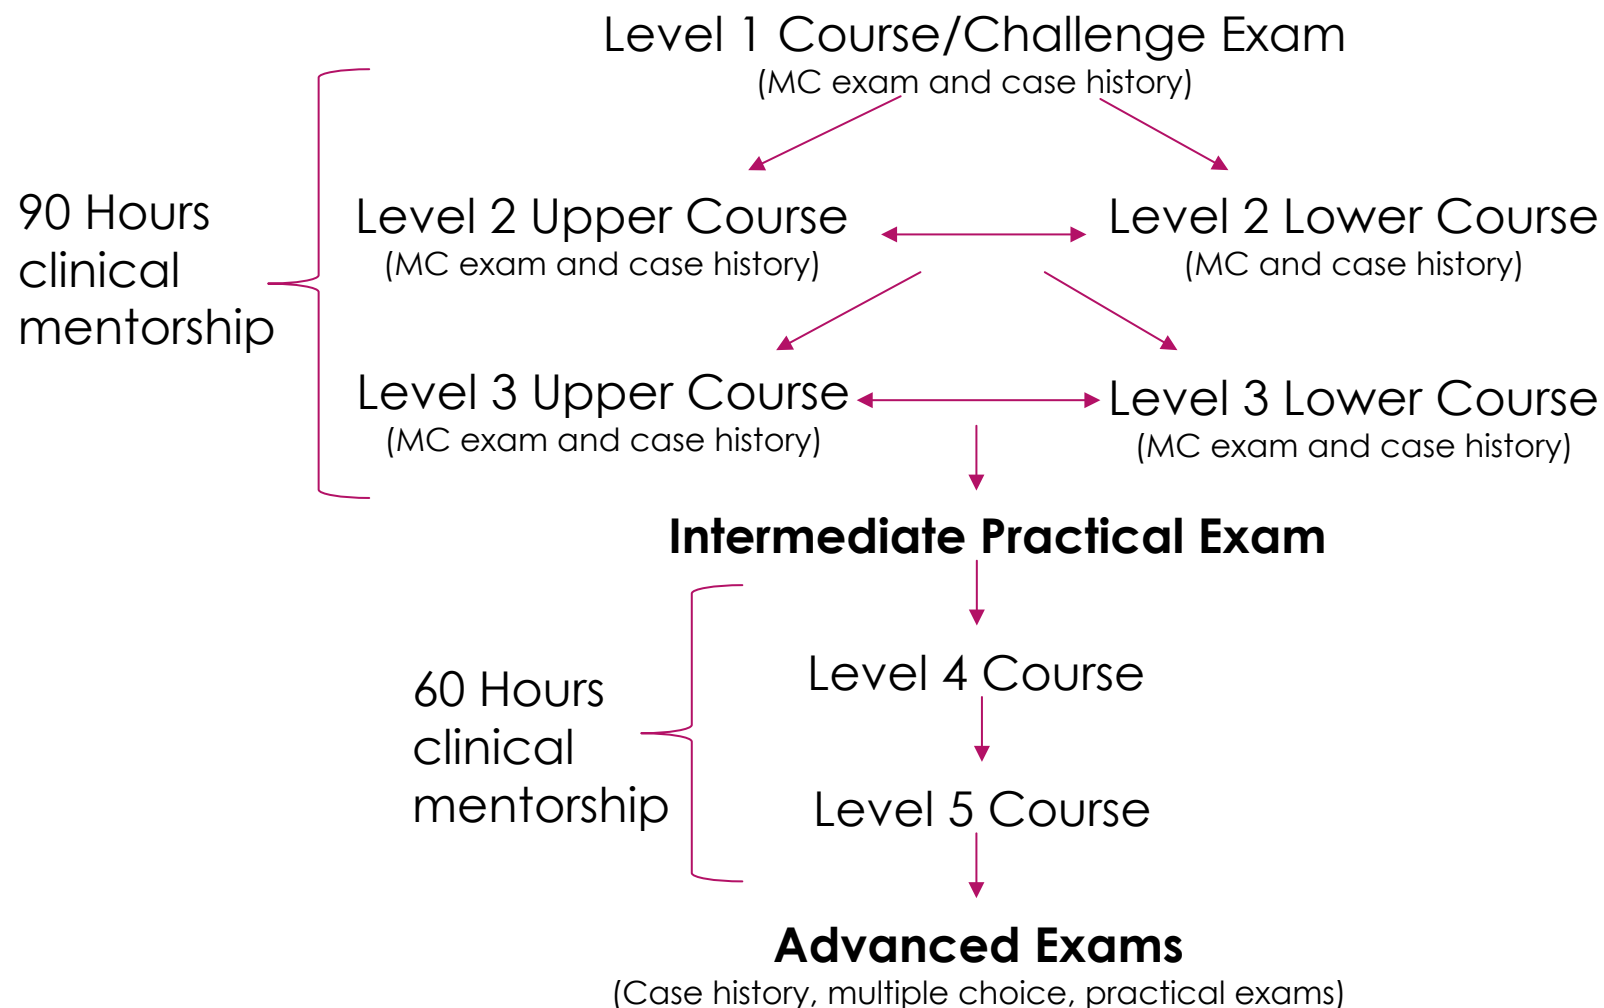 Level 1 Course/Challenge Exam
(MC exam and case history)
90 Hours
clinical
mentorship
Level 2 Upper Course
(MC exam and case history)
Level 2 Lower Course
(MC and case history)
Level 3 Upper Course
(MC exam and case history)
Level 3 Lower Course
(MC exam and case history)
Intermediate Practical Exam
60 Hours
clinical
mentorship
Level 4 Course
Level 5 Course
Advanced Exams
(Case history, multiple choice, practical exams)